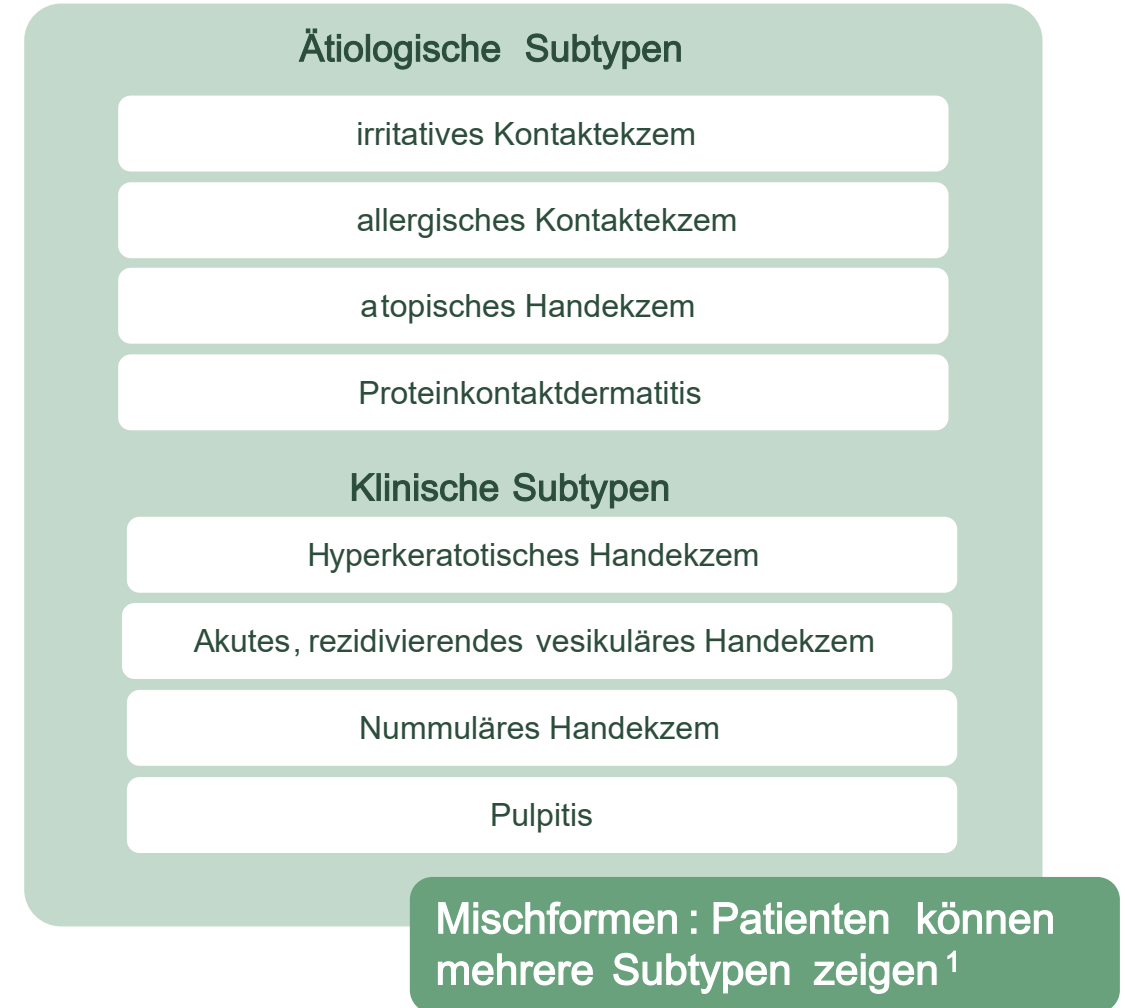 Ätiologische Subtypen
irritatives Kontaktekzem
allergisches Kontaktekzem
atopisches Handekzem
Proteinkontaktdermatitis
Klinische Subtypen
Hyperkeratotisches Handekzem
Akutes, rezidivierendes vesikuläres Handekzem
Nummuläres Handekzem
Pulpitis
Mischformen: Patienten können
mehrere Subtypen zeigen¹